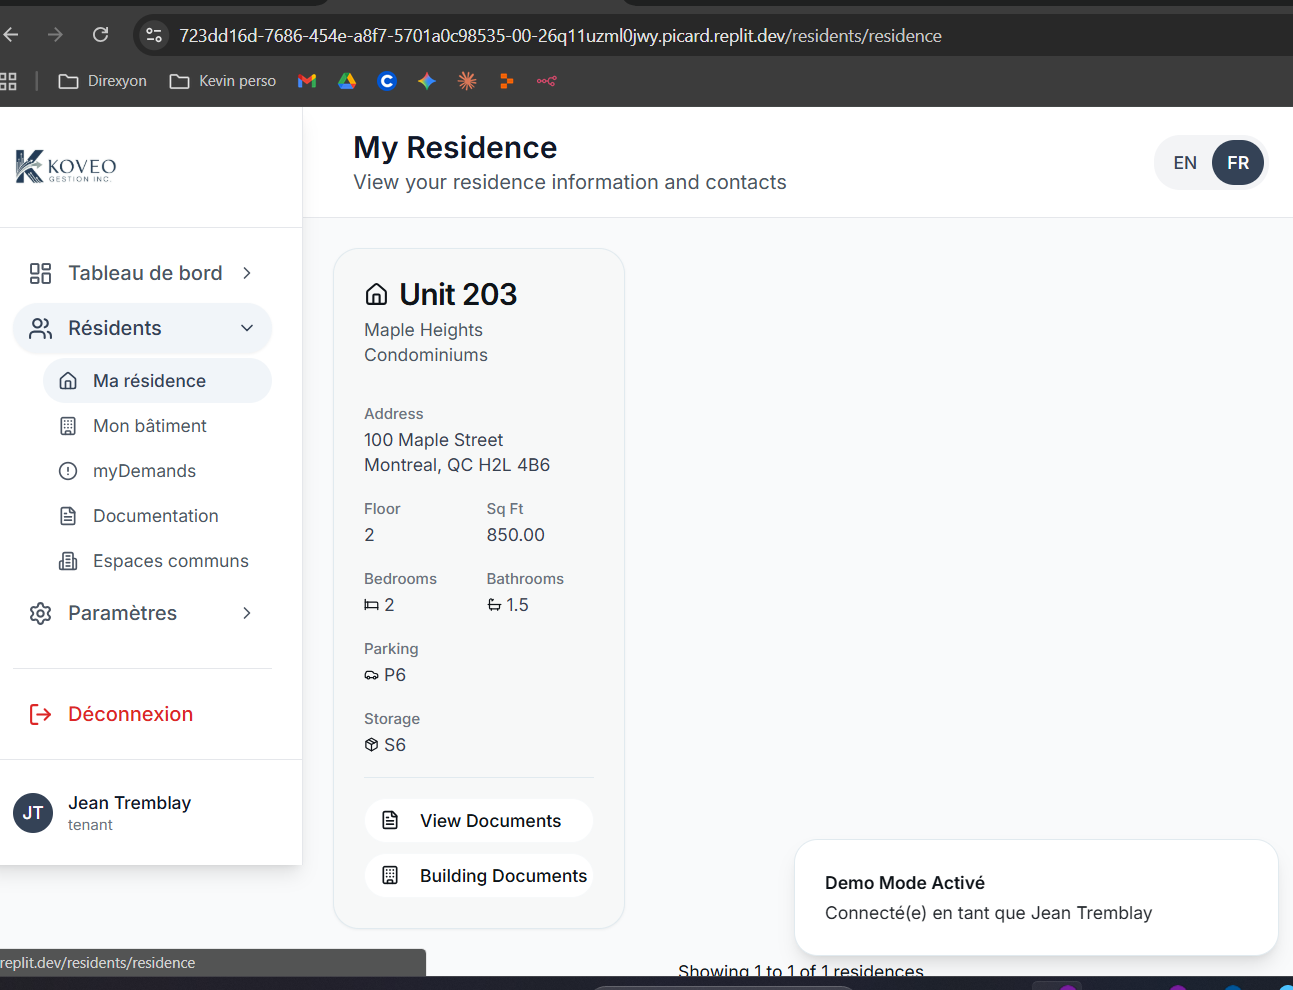 723dd16d-7686-454e-a8f7-5701a0c98535-00-26q11uzml0jwy.picard.replit.dev/residents/residence
Direxyon
Kevin perso
KOVEO
GESTION INC.
My Residence
View your residence information and contacts
EN
FR
Tableau de bord
Résidents
Ma résidence
Mon bâtiment
myDemands
Documentation
Espaces communs
Paramètres
Déconnexion
JT
Jean Tremblay
tenant
Unit 203
Maple Heights
Condominiums
Address
100 Maple Street
Montreal, QC H2L 4B6
Floor
Sq Ft
2
850.00
Bedrooms
Bathrooms
2
1.5
Parking
P6
Storage
S6
View Documents
Building Documents
Demo Mode Activé
Connecté(e) en tant que Jean Tremblay
Showing 1 to 1 of 1 residences
replit.dev/residents/residence